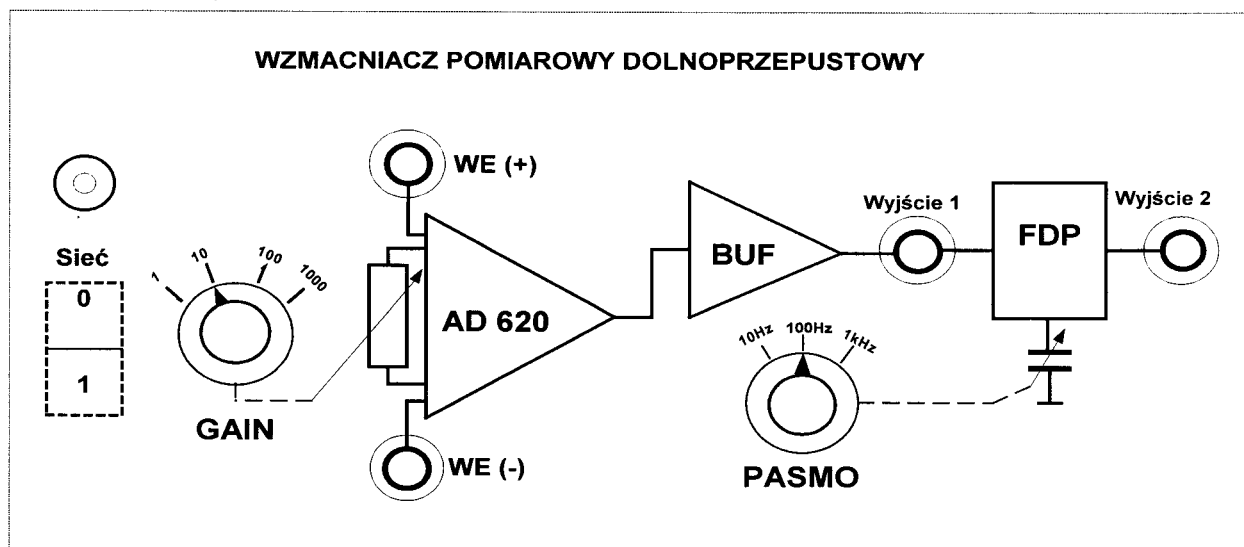 WZMACNIACZ POMIAROWY DOLNOPRZEPUSTOWY
WE (+)
Sieć
0
1
1
10
100
1000
GAIN
AD 620
WE (-)
BUF
Wyjście 1
FDP
Wyjście 2
10Hz
100Hz
1kHz
PASMO